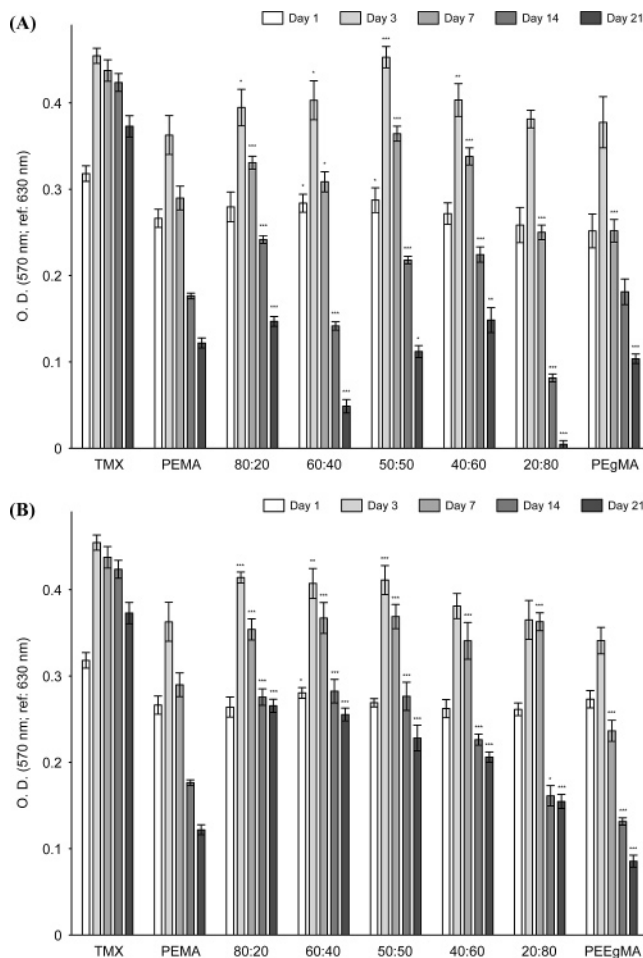 (A)
Day 1 Day 3 Day 7 Day 14 Day 21
O. D. (570 nm; ref: 630 nm)
0.4
0.3
0.2
0.1
0
* *** * *** * * *** *** * *** *** *** * ** *** *** ** *** *** *** *** ***
TMX PEMA 80:20 60:40 50:50 40:60 20:80 PEgMA
(B)
Day 1 Day 3 Day 7 Day 14 Day 21
O. D. (570 nm; ref: 630 nm)
0.4
0.3
0.2
0.1
0
*** *** *** *** * ** *** *** *** *** *** *** *** *** *** *** *** * *** *** *** ***
TMX PEMA 80:20 60:40 50:50 40:60 20:80 PEEgMA